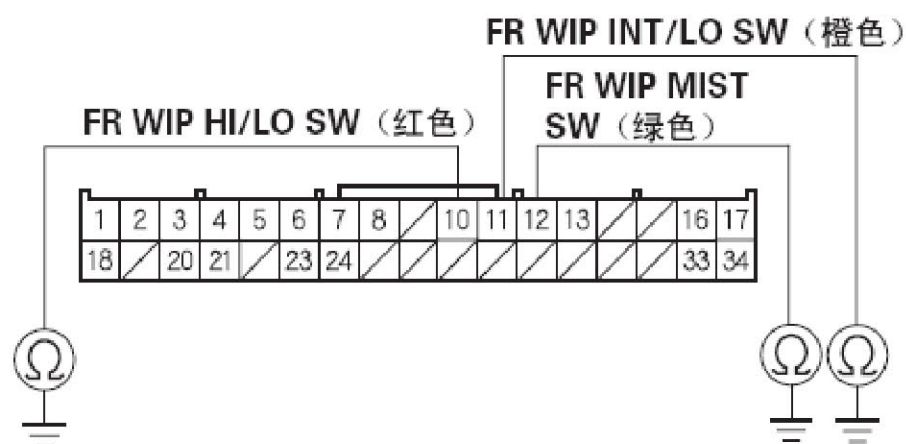 FR WIP INT/LO SW（橙色）
FR WIP MIST
SW（绿色）
FR WIP HI/LO SW（红色）
1 2 3 4 5 6 7 8 10 11 12 13 16 17
18 20 21 23 24 33 34
Ω Ω Ω